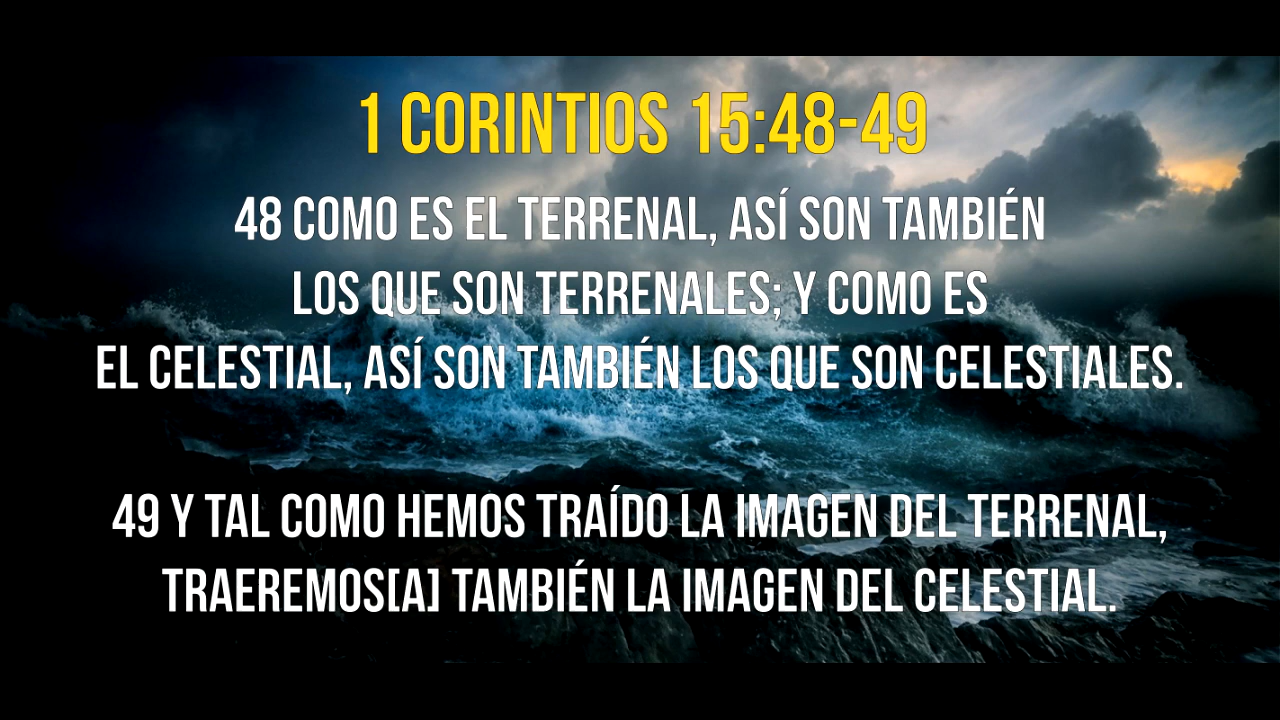 1 CORINTIOS 15:48-49
48 COMO ES EL TERRENAL, ASÍ SON TAMBIÉN
LOS QUE SON TERRENALES; Y COMO ES
EL CELESTIAL, ASÍ SON TAMBIÉN LOS QUE SON CELESTIALES.
49 Y TAL COMO HEMOS TRAÍDO LA IMAGEN DEL TERRENAL,
TRAEREMOS[A] TAMBIÉN LA IMAGEN DEL CELESTIAL.